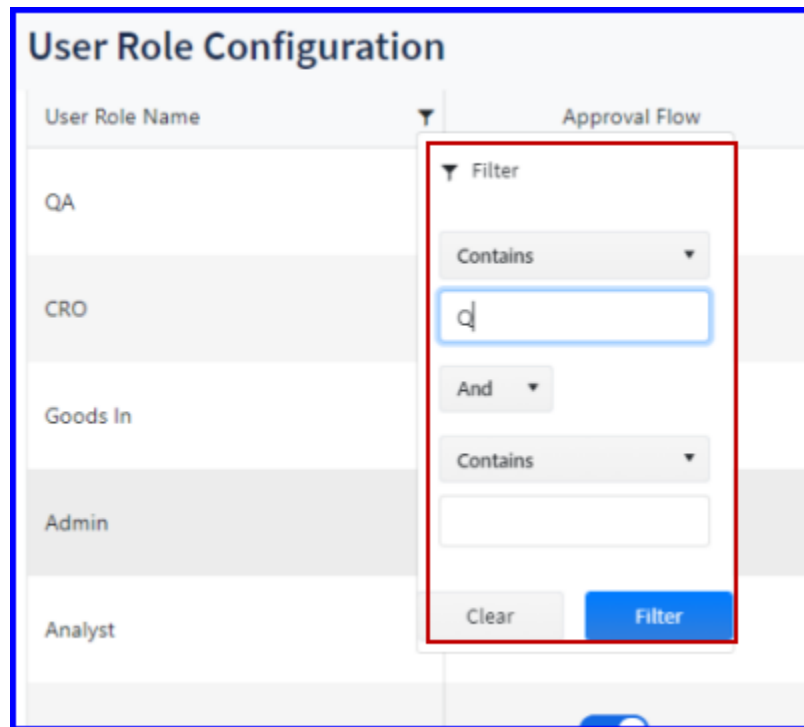 User Role Configuration
User Role Name Approval Flow
Filter
QA
Contains
CRO
Q
And
Goods In
Contains
Admin
Clear Filter
Analyst